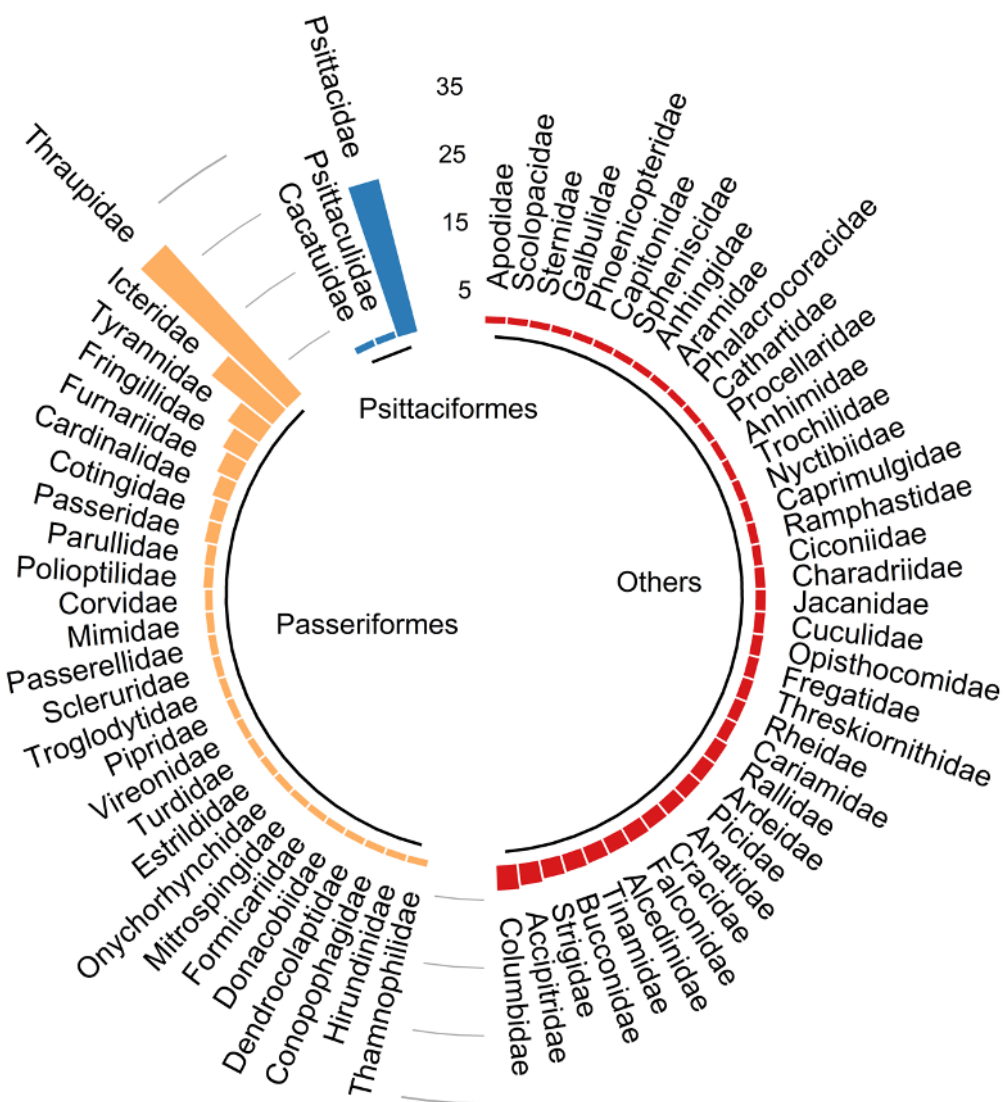 35
25
15
5
Psittacidae
Psittaculidae
Cacatuidae
Psittaciformes
Apodidae
Scolopacidae
Sternidae
Galbulidae
Phoenicopteridae
Capitonidae
Spheniscidae
Anhingidae
Aramidae
Phalacrocoracidae
Cathartidae
Procellaridae
Anhimidae
Trochilidae
Nyctibiidae
Caprimulgidae
Ramphastidae
Ciconiidae
Charadriidae
Jacanidae
Cuculidae
Opisthocomidae
Fregatidae
Threskiornithidae
Rheidae
Cariamidae
Rallidae
Ardeidae
Picidae
Anatidae
Cracidae
Falconidae
Alcedinidae
Tinamidae
Bucconidae
Strigidae
Accipitridae
Columbidae
Others
Thraupidae
Icteridae
Tyrannidae
Fringillidae
Furnariidae
Cardinalidae
Cotingidae
Passeridae
Parullidae
Polioptilidae
Corvidae
Mimidae
Passerellidae
Scleruridae
Troglodytidae
Pipridae
Vireonidae
Turdidae
Estrildidae
Onychorhynchidae
Mitrospingidae
Formicariidae
Donacobiidae
Dendrocolaptidae
Conopophagidae
Hirundinidae
Thamnophilidae
Passeriformes